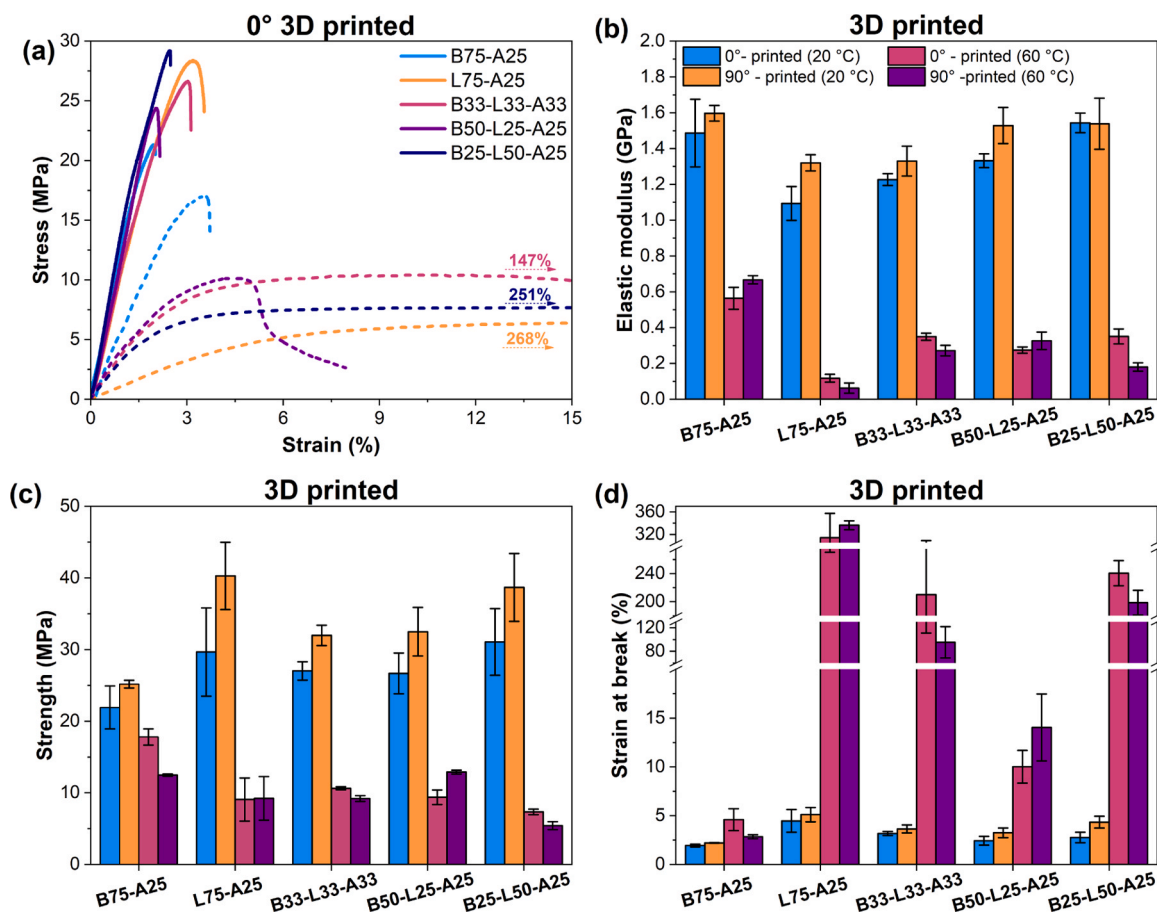 (a)
0° 3D printed
30
25
20
15
10
5
0
Stress (MPa)
B75-A25
L75-A25
B33-L33-A33
B50-L25-A25
B25-L50-A25
147%
251%
268%
0 3 6 9 12 15
Strain (%)
(b)
3D printed
2.0
1.8
1.6
1.4
1.2
1.0
0.8
0.6
0.4
0.2
0.0
Elastic modulus (GPa)
0°- printed (20 °C)
90° - printed (20 °C)
0° - printed (60 °C)
90° -printed (60 °C)
B75-A25
L75-A25
B33-L33-A33
B50-L25-A25
B25-L50-A25
(c)
3D printed
50
40
30
20
10
0
Strength (MPa)
B75-A25
L75-A25
B33-L33-A33
B50-L25-A25
B25-L50-A25
(d)
3D printed
360
320
240
200
120
80
15
10
5
0
Strain at break (%)
B75-A25
L75-A25
B33-L33-A33
B50-L25-A25
B25-L50-A25